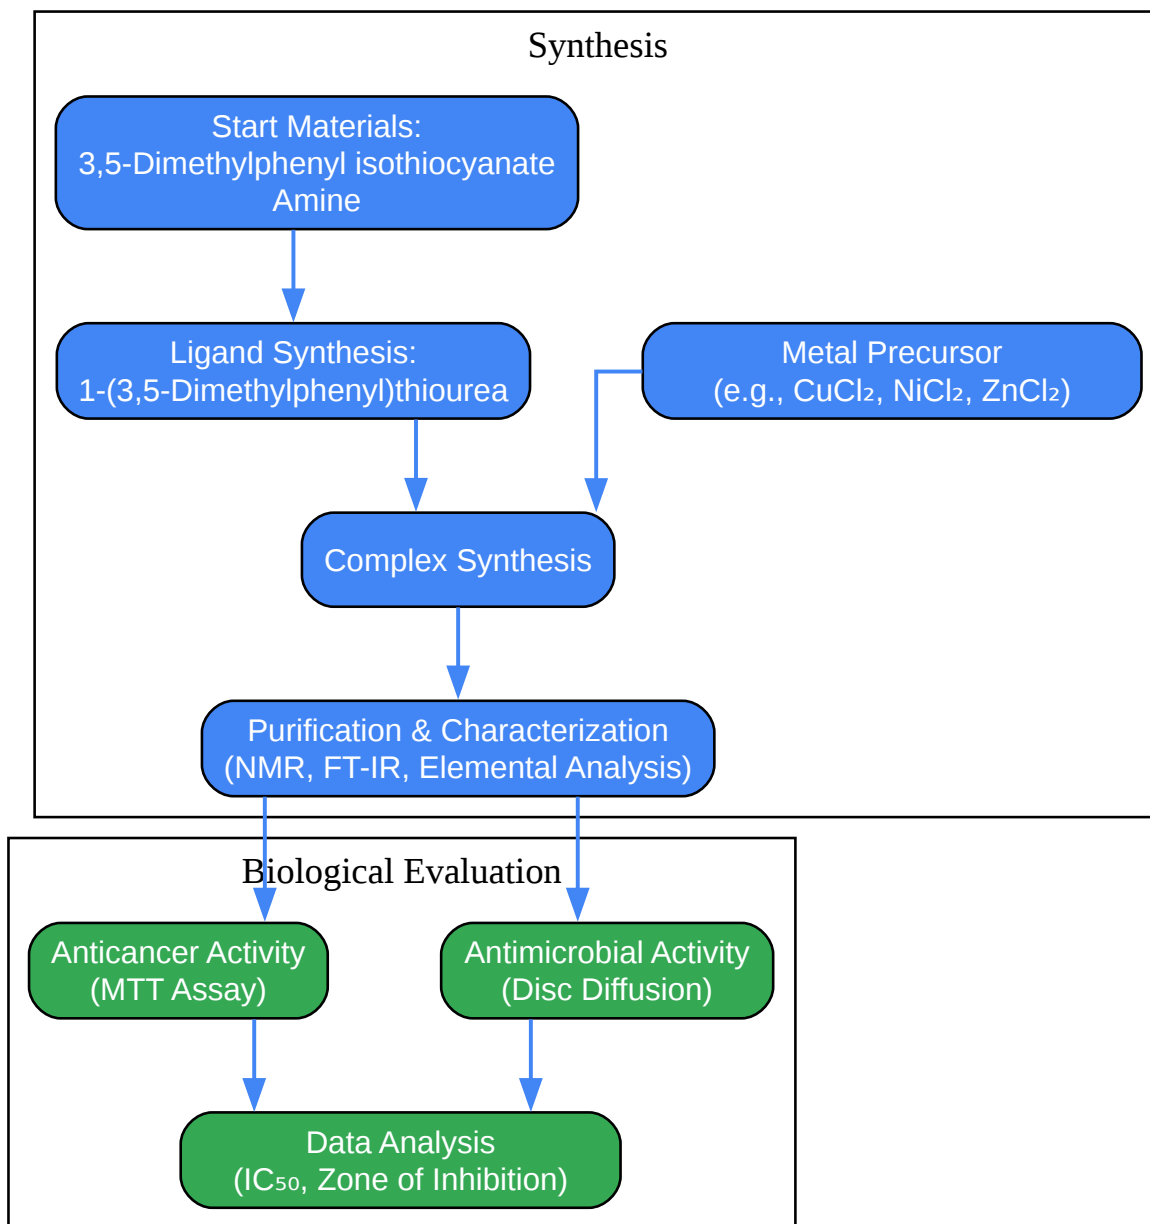 Synthesis
Start Materials:
3,5-Dimethylphenyl isothiocyanate
Amine
Ligand Synthesis:
1-(3,5-Dimethylphenyl)thiourea
Metal Precursor
(e.g., CuCl₂, NiCl₂, ZnCl₂)
Complex Synthesis
Purification & Characterization
(NMR, FT-IR, Elemental Analysis)
Biological Evaluation
Anticancer Activity
(MTT Assay)
Antimicrobial Activity
(Disc Diffusion)
Data Analysis
(IC₅₀, Zone of Inhibition)